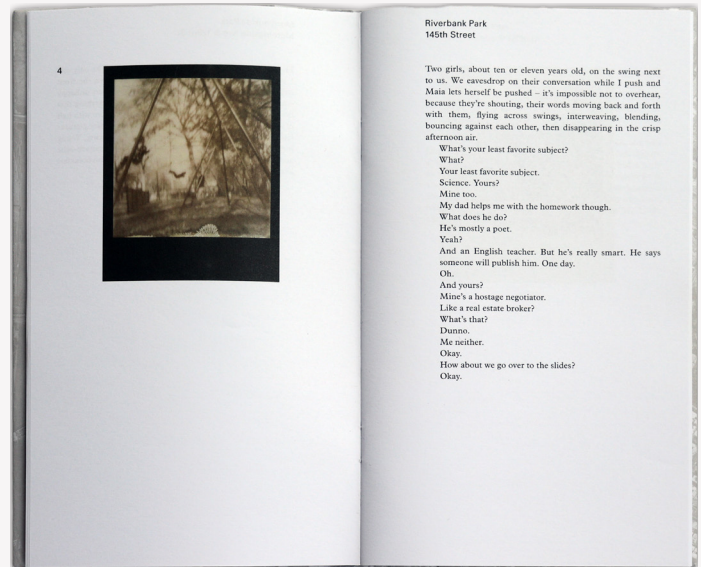 4
Riverbank Park
145th Street
Two girls, about ten or eleven years old, on the swing next
to us. We eavesdrop on their conversation while I push and
Maia lets herself be pushed – it's impossible not to overhear,
because they're shouting, their words moving back and forth
with them, flying across swings, interweaving, blending,
bouncing against each other, then disappearing in the crisp
afternoon air.
What's your least favorite subject?
What?
Your least favorite subject.
Science. Yours?
Mine too.
My dad helps me with the homework though.
What does he do?
He's mostly a poet.
Yeah?
And an English teacher. But he's really smart. He says
someone will publish him. One day.
Oh.
And yours?
Mine's a hostage negotiator.
Like a real estate broker?
What's that?
Dunno.
Me neither.
Okay.
How about we go over to the slides?
Okay.